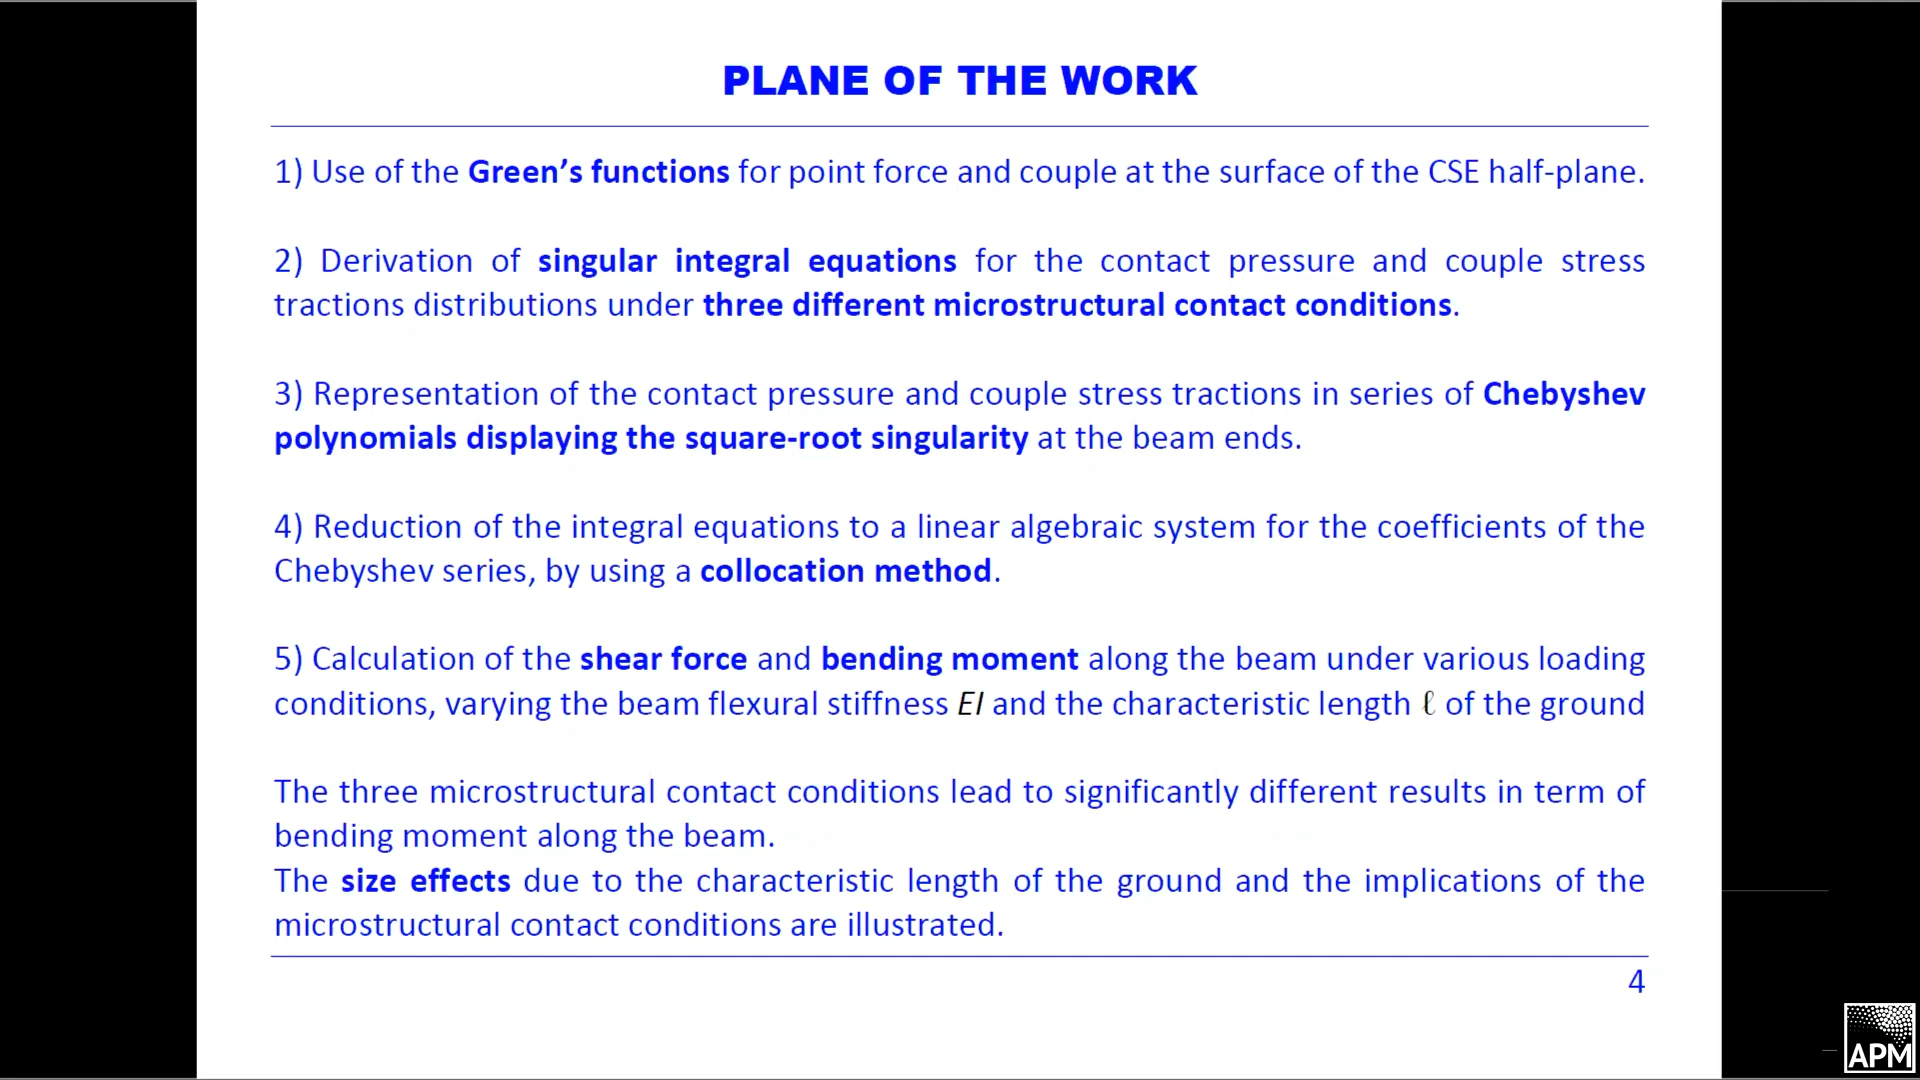 PLANE OF THE WORK
1) Use of the Green’s functions for point force and couple at the surface of the CSE half-plane.
2) Derivation of singular integral equations for the contact pressure and couple stress
tractions distributions under three different microstructural contact conditions.
3) Representation of the contact pressure and couple stress tractions in series of Chebyshev
polynomials displaying the square-root singularity at the beam ends.
4) Reduction of the integral equations to a linear algebraic system for the coefficients of the
Chebyshev series, by using a collocation method.
5) Calculation of the shear force and bending moment along the beam under various loading
conditions, varying the beam flexural stiffness EI and the characteristic length ℓ of the ground
The three microstructural contact conditions lead to significantly different results in term of
bending moment along the beam.
The size effects due to the characteristic length of the ground and the implications of the
microstructural contact conditions are illustrated.
4
APM